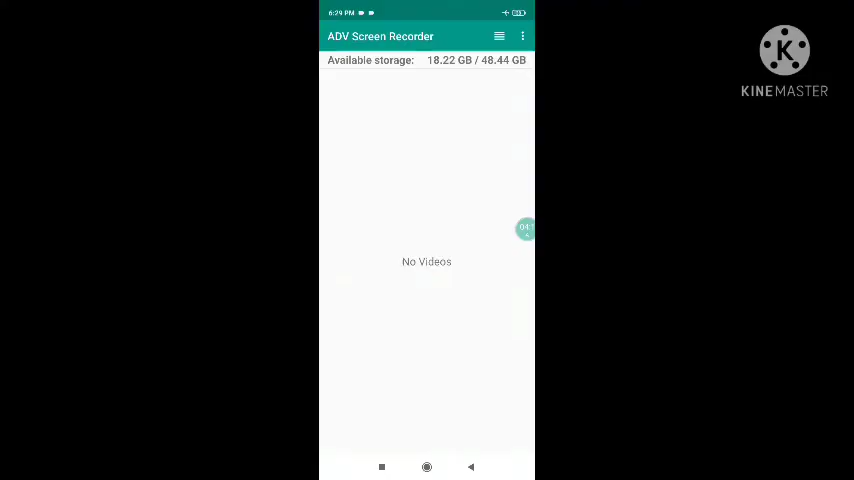 6:29 PM
ADV Screen Recorder
Available storage: 18.22 GB / 48.44 GB
No Videos
K
KINEMASTER